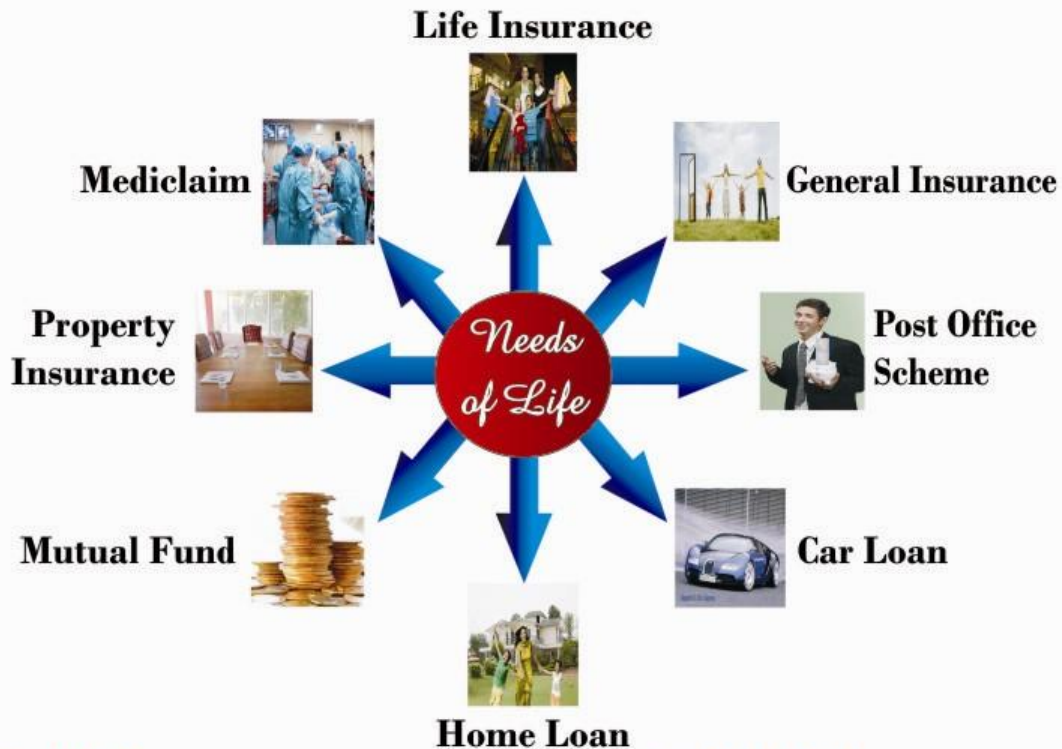 Life Insurance
Mediclaim
General Insurance
Property
Insurance
Needs
of Life
Post Office
Scheme
Mutual Fund
Car Loan
Home Loan